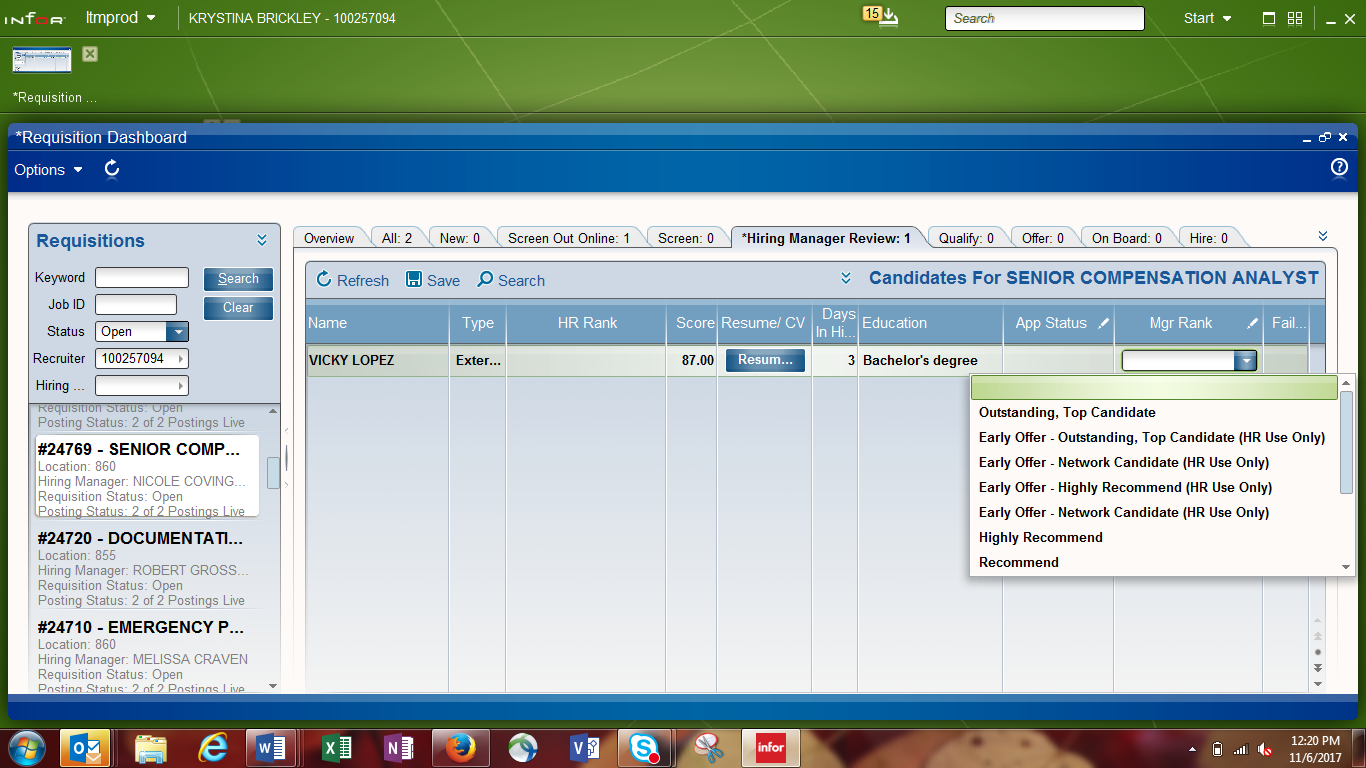 infor ltmprod KRYSTINA BRICKLEY - 100257094 15 Search Start
*Requisition ...
*Requisition Dashboard
Options
Requisitions
Keyword Search
Job ID Clear
Status Open
Recruiter 100257094
Hiring ...
Requisition Status: Open
Posting Status: 2 of 2 Postings Live
#24769 - SENIOR COMP...
Location: 860
Hiring Manager: NICOLE COVING...
Requisition Status: Open
Posting Status: 2 of 2 Postings Live
#24720 - DOCUMENTATI...
Location: 855
Hiring Manager: ROBERT GROSS...
Requisition Status: Open
Posting Status: 2 of 2 Postings Live
#24710 - EMERGENCY P...
Location: 860
Hiring Manager: MELISSA CRAVEN
Requisition Status: Open
Posting Status: 2 of 2 Postings Live
Overview All: 2 New: 0 Screen Out Online: 1 Screen: 0 *Hiring Manager Review: 1 Qualify: 0 Offer: 0 On Board: 0 Hire: 0
Refresh Save Search Candidates For SENIOR COMPENSATION ANALYST
Name Type HR Rank Score Resume/ CV Days In Hi... Education App Status Mgr Rank Fail...
VICKY LOPEZ Exter... 87.00 Resum... 3 Bachelor's degree
Outstanding, Top Candidate
Early Offer - Outstanding, Top Candidate (HR Use Only)
Early Offer - Network Candidate (HR Use Only)
Early Offer - Highly Recommend (HR Use Only)
Early Offer - Network Candidate (HR Use Only)
Highly Recommend
Recommend
infor
12:20 PM
11/6/2017